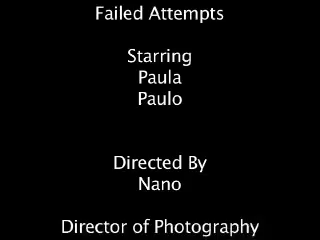 Failed Attempts
Starring
Paula
Paulo
Directed By
Nano
Director of Photography